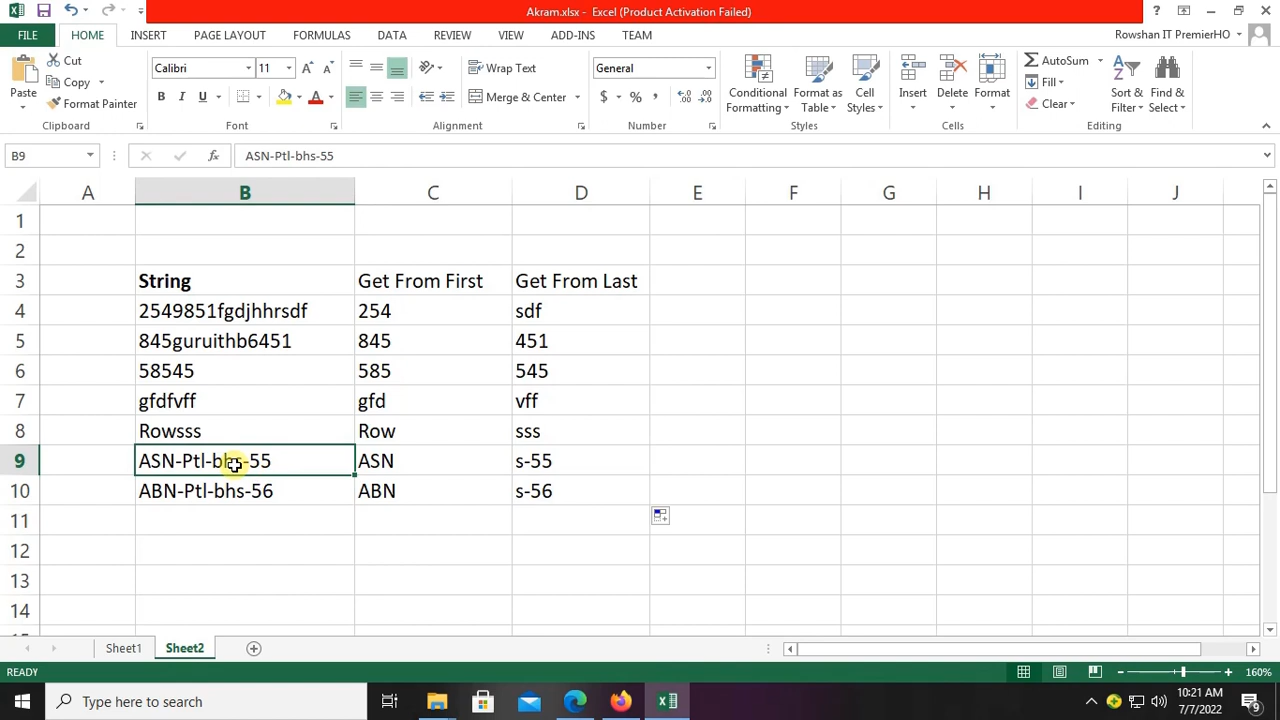 Akram.xlsx - Excel (Product Activation Failed)
FILE HOME INSERT PAGE LAYOUT FORMULAS DATA REVIEW VIEW ADD-INS TEAM Rowshan IT PremierHO
Paste
Cut
Copy
Format Painter
Clipboard
Calibri 11
B I U A
Font
Wrap Text
Merge & Center
Alignment
General
$ % ,
Number
Conditional Formatting
Format as Table
Cell Styles
Styles
Insert Delete Format
Cells
AutoSum
Fill
Clear
Sort & Filter
Find & Select
Editing
B9 fx ASN-Ptl-bhs-55
A B C D E F G H I J
1
2
3 String Get From First Get From Last
4 2549851fgdjhhrsdf 254 sdf
5 845guruithb6451 845 451
6 58545 585 545
7 gfdfvff gfd vff
8 Rowsss Row sss
9 ASN-Ptl-bhs-55 ASN s-55
10 ABN-Ptl-bhs-56 ABN s-56
11
12
13
14
Sheet1 Sheet2
READY 160%
Type here to search
10:21 AM
7/7/2022